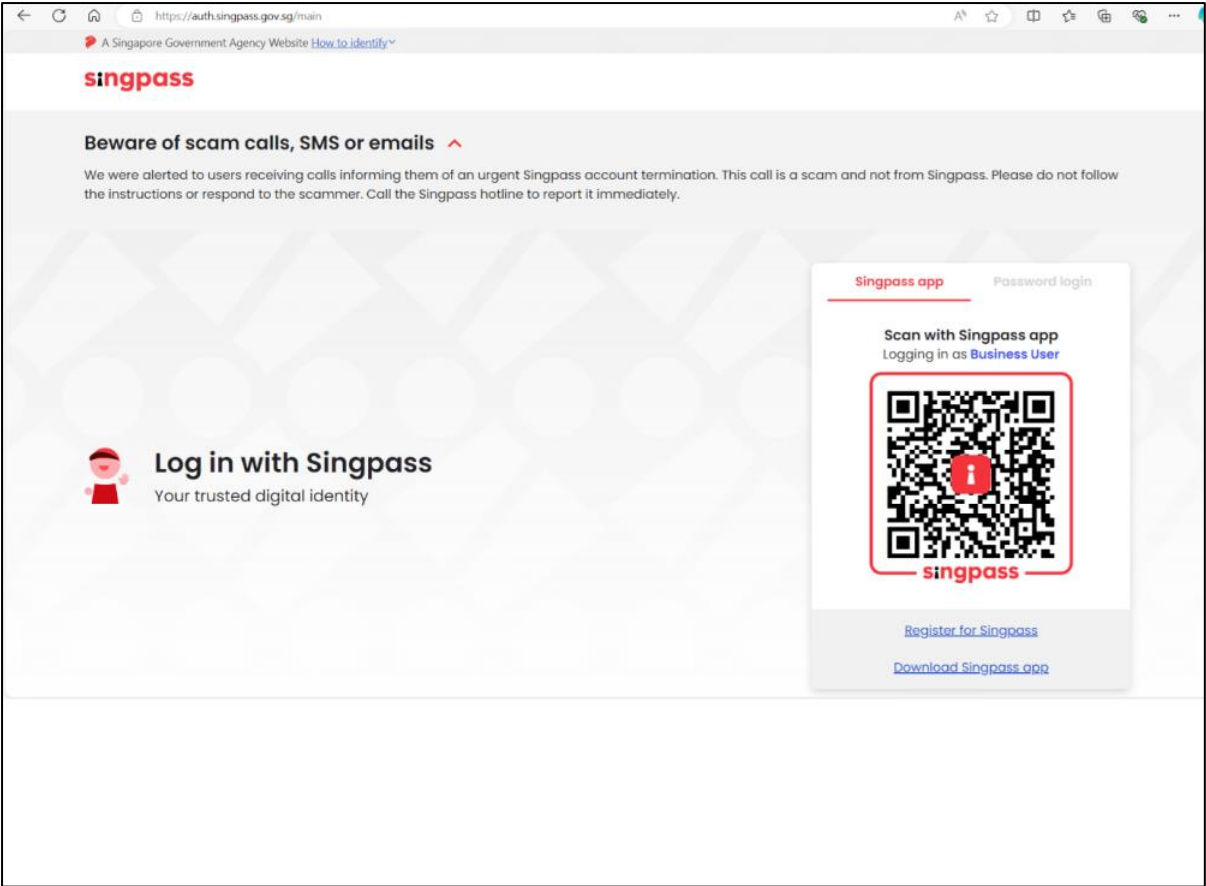 https://auth.singpass.gov.sg/main
A Singapore Government Agency Website How to identify
singpass
Beware of scam calls, SMS or emails
We were alerted to users receiving calls informing them of an urgent Singpass account termination. This call is a scam and not from Singpass. Please do not follow
the instructions or respond to the scammer. Call the Singpass hotline to report it immediately.
Singpass app Password login
Scan with Singpass app
Logging in as Business User
singpass
Log in with Singpass
Your trusted digital identity
Register for Singpass
Download Singpass app